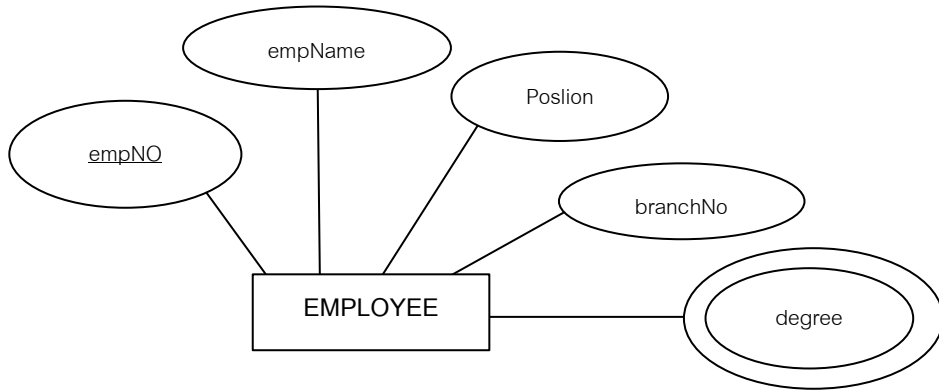 empName
Poslion
empNO
branchNo
EMPLOYEE
degree